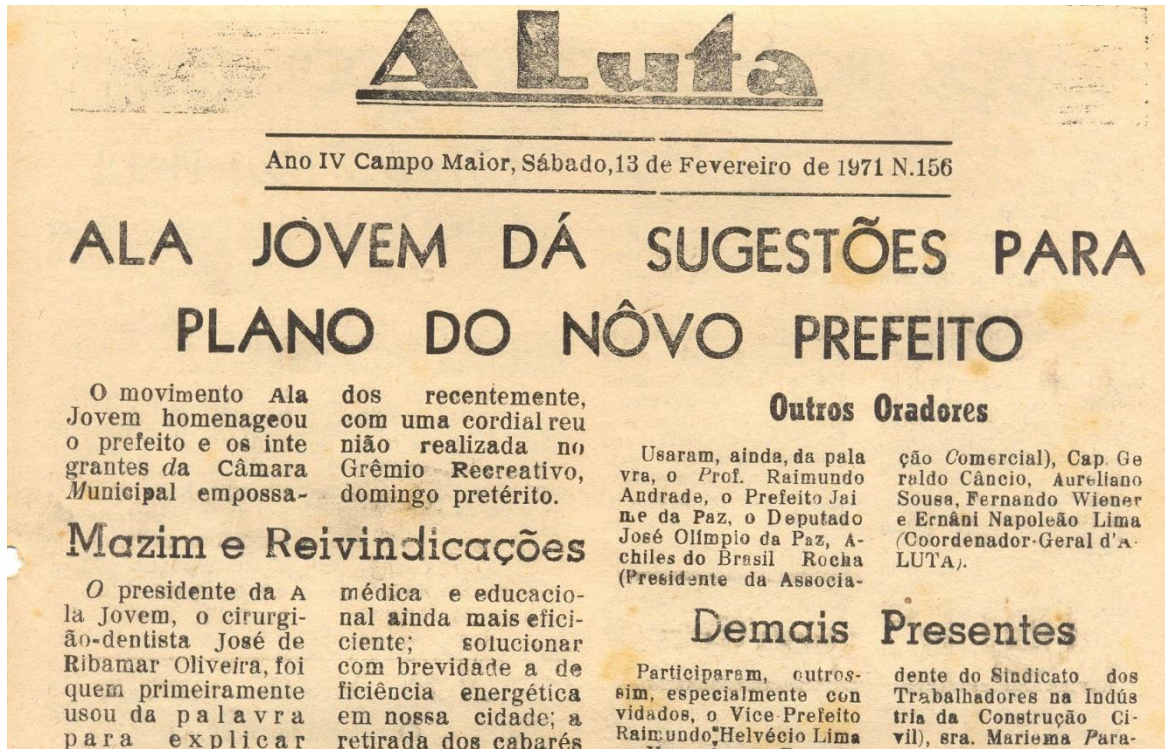 A Luta
Ano IV Campo Maior, Sábado,13 de Fevereiro de 1971 N.156
ALA JÓVEM DÁ SUGESTÕES PARA
PLANO DO NÔVO PREFEITO
O movimento Ala
Jovem homenageou
o prefeito e os inte
grantes da Câmara
Municipal empossa-
dos recentemente,
com uma cordial reu
nião realizada no
Grêmio Recreativo,
domingo pretérito.
Mazim e Reivindicações
O presidente da A
la Jovem, o cirurgi-
ão-dentista José de
Ribamar Oliveira, foi
quem primeiramente
usou da palavra
para explicar
médica e educacio-
nal ainda mais efici-
ciente; solucionar
com brevidade a de
ficiência energética
em nossa cidade; a
retirada dos cabarés
Outros Oradores
Usaram, ainda, da pala
vra, o Prof. Raimundo
Andrade, o Prefeito Jai
me da Paz, o Deputado
José Olímpio da Paz, A-
chiles do Brasil Rocha
(Presidente da Associa-
ção Comercial), Cap. Ge
raldo Câncio, Aureliano
Sousa, Fernando Wiener
e Ernâni Napoleão Lima
(Coordenador-Geral d'A
LUTA).
Demais Presentes
Participaram, outros-
sim, especialmente con
vidados, o Vice-Prefeito
Raimundo Helvécio Lima
dente do Sindicato dos
Trabalhadores na Indús
tria da Construção Ci-
vil), sra. Mariema Para-